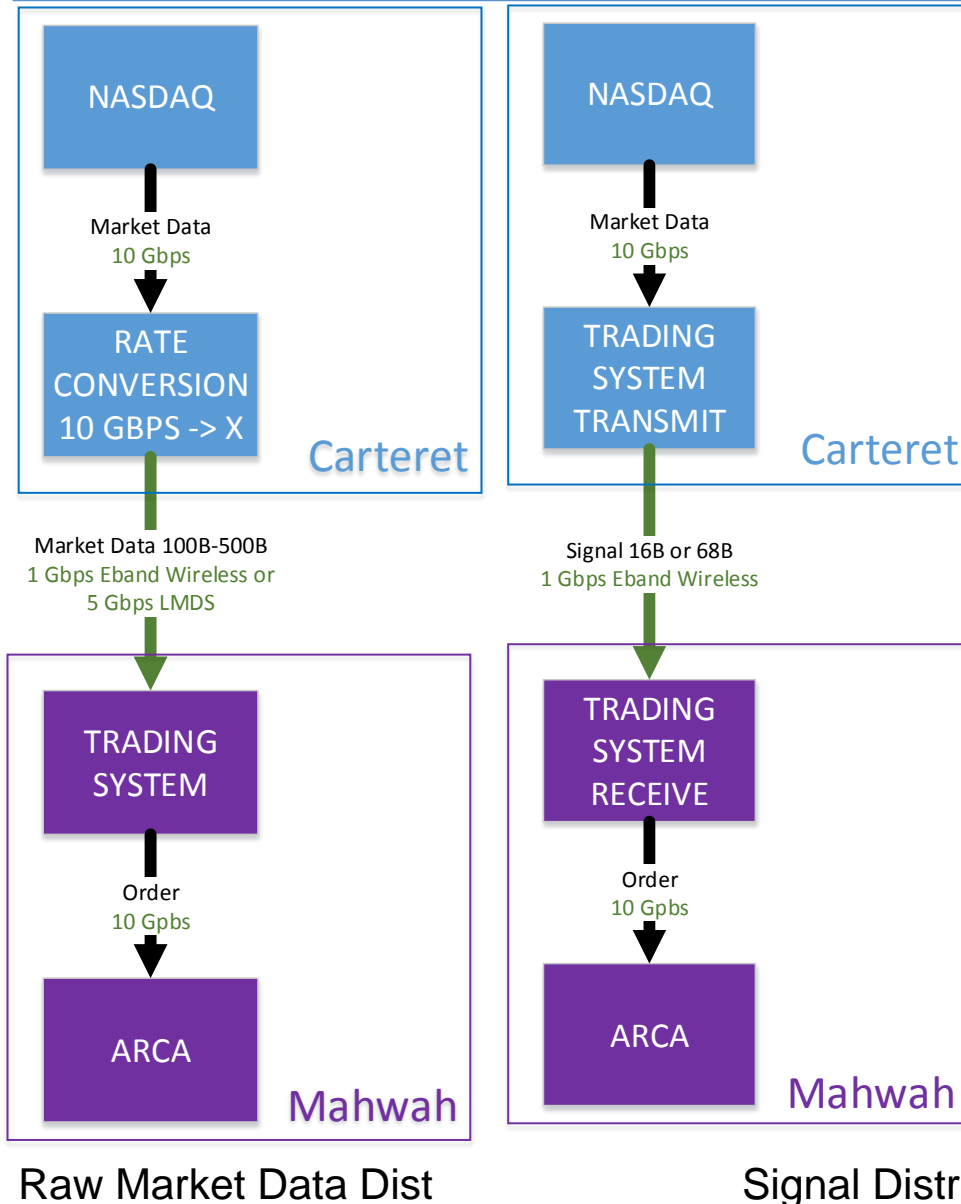 NASDAQ
Market Data
10 Gbps
RATE
CONVERSION
10 GBPS -> X
Carteret
Market Data 100B-500B
1 Gbps Eband Wireless or
5 Gbps LMDS
TRADING
SYSTEM
Order
10 Gpbs
ARCA
Mahwah
Raw Market Data Dist
NASDAQ
Market Data
10 Gbps
TRADING
SYSTEM
TRANSMIT
Carteret
Signal 16B or 68B
1 Gbps Eband Wireless
TRADING
SYSTEM
RECEIVE
Order
10 Gpbs
ARCA
Mahwah
Signal Distr